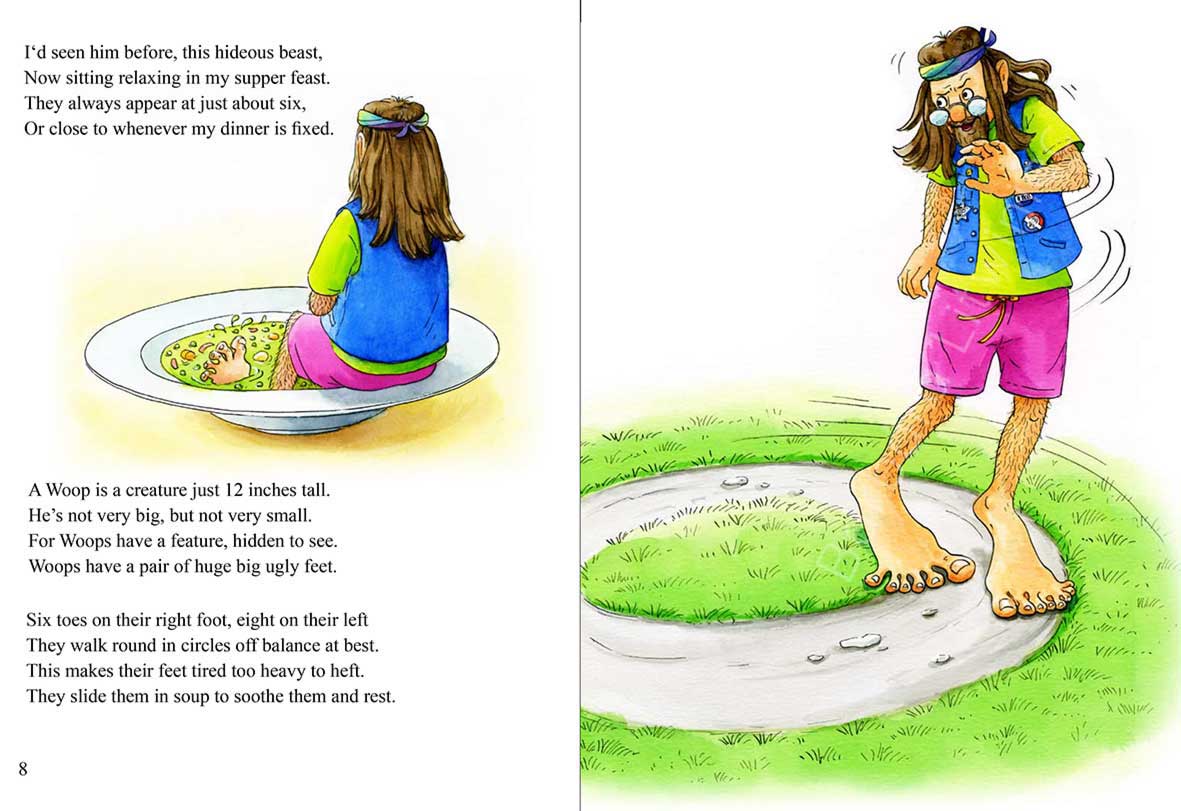 I‘d seen him before, this hideous beast,
Now sitting relaxing in my supper feast.
They always appear at just about six,
Or close to whenever my dinner is fixed.
A Woop is a creature just 12 inches tall.
He’s not very big, but not very small.
For Woops have a feature, hidden to see.
Woops have a pair of huge big ugly feet.
Six toes on their right foot, eight on their left
They walk round in circles off balance at best.
This makes their feet tired too heavy to heft.
They slide them in soup to soothe them and rest.
8